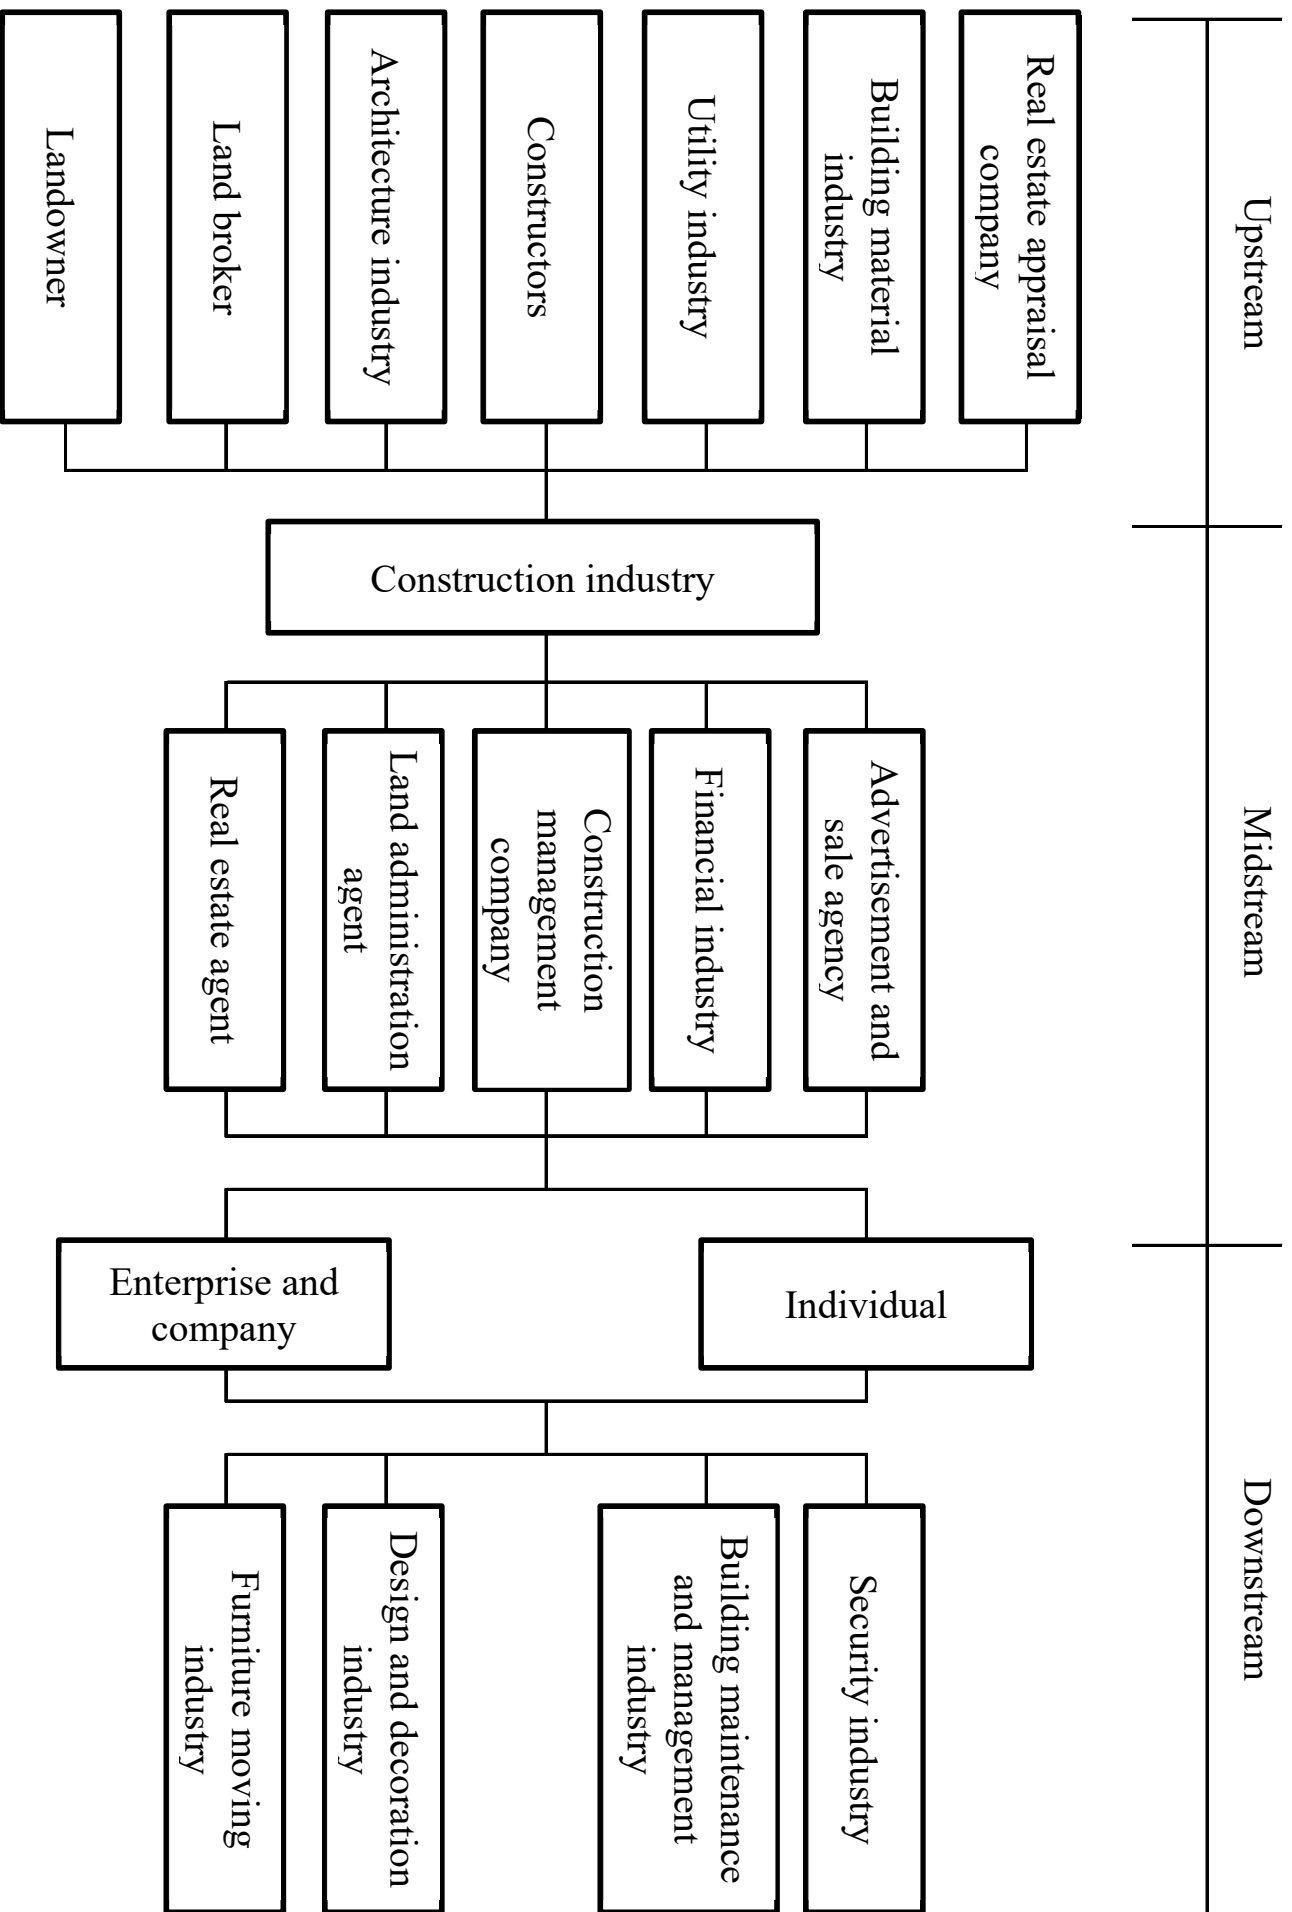 Landowner
Land broker
Architecture industry
Constructors
Utility industry
Building material
industry
Real estate appraisal
company
Upstream
Construction industry
Real estate agent
Land administration
agent
Construction
management
company
Financial industry
Advertisement and
sale agency
Midstream
Enterprise and
company
Individual
Furniture moving
industry
Design and decoration
industry
Building maintenance
and management
industry
Security industry
Downstream